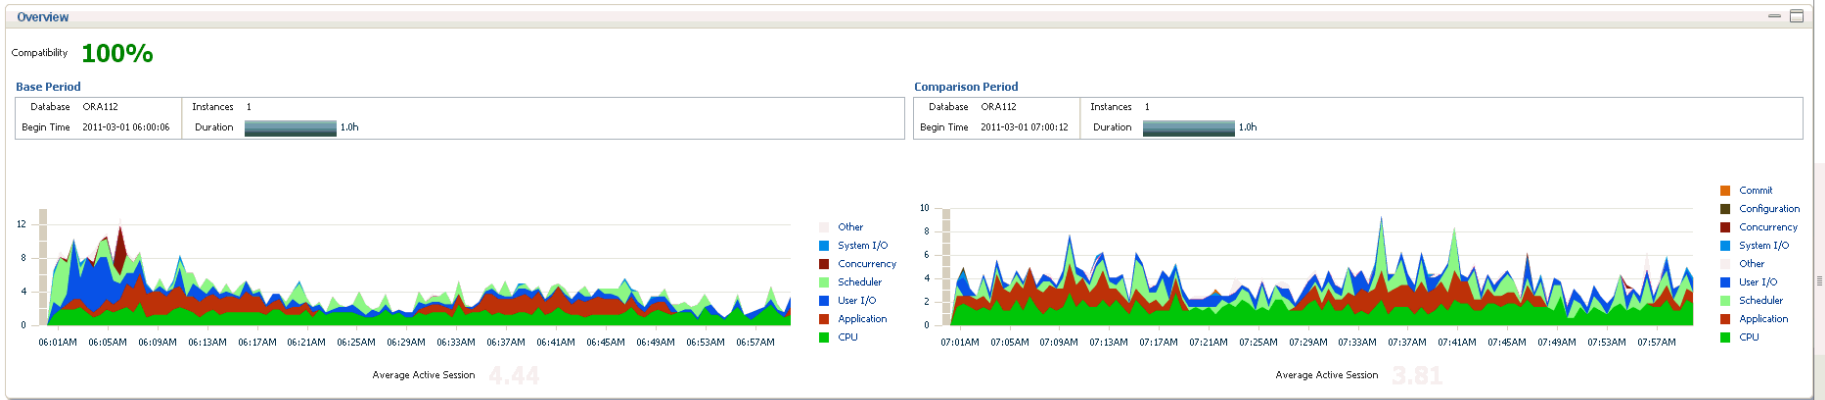 Overview
Compatibility 100%
Base Period
Database ORA112 Instances 1
Begin Time 2011-03-01 06:00:06 Duration 1.0h
12
8
4
0
06:01AM 06:05AM 06:09AM 06:13AM 06:17AM 06:21AM 06:25AM 06:29AM 06:33AM 06:37AM 06:41AM 06:45AM 06:49AM 06:53AM 06:57AM
Other
System I/O
Concurrency
Scheduler
User I/O
Application
CPU
Average Active Session 4.44
Comparison Period
Database ORA112 Instances 1
Begin Time 2011-03-01 07:00:12 Duration 1.0h
10
8
6
4
2
0
07:01AM 07:05AM 07:09AM 07:13AM 07:17AM 07:21AM 07:25AM 07:29AM 07:33AM 07:37AM 07:41AM 07:45AM 07:49AM 07:53AM 07:57AM
Commit
Configuration
Concurrency
System I/O
Other
User I/O
Scheduler
Application
CPU
Average Active Session 3.81